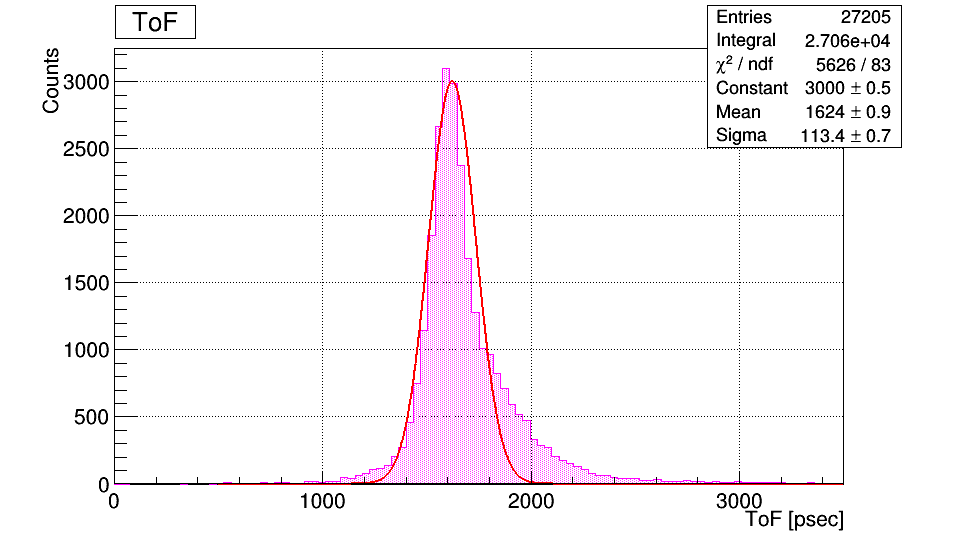 ToF
Entries 27205
Integral 2.706e+04
χ² / ndf 5626 / 83
Constant 3000 ± 0.5
Mean 1624 ± 0.9
Sigma 113.4 ± 0.7
Counts
3000
2500
2000
1500
1000
500
0
0 1000 2000 3000
ToF [psec]